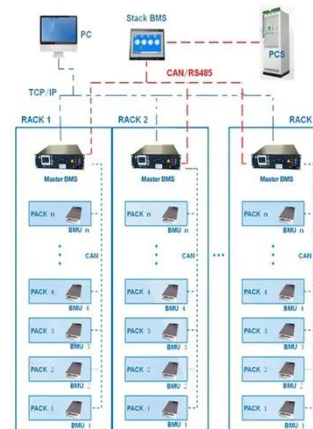 PC
Stack BMS
PCS
CAN/RS485
TCP/IP
RACK 1
RACK 2
RACK
Master BMS
Master BMS
Master BMS
PACK n
BMU n
PACK n
BMU n
PACK n
BMU n
CAN
CAN
CAN
PACK 4
BMU 4
PACK 4
BMU 4
PACK 4
BMU 4
PACK 3
BMU 3
PACK 3
BMU 3
PACK 3
BMU 3
PACK 2
BMU 2
PACK 2
BMU 2
PACK 2
BMU 2
PACK 1
BMU 1
PACK 1
BMU 1
PACK 1
BMU 1